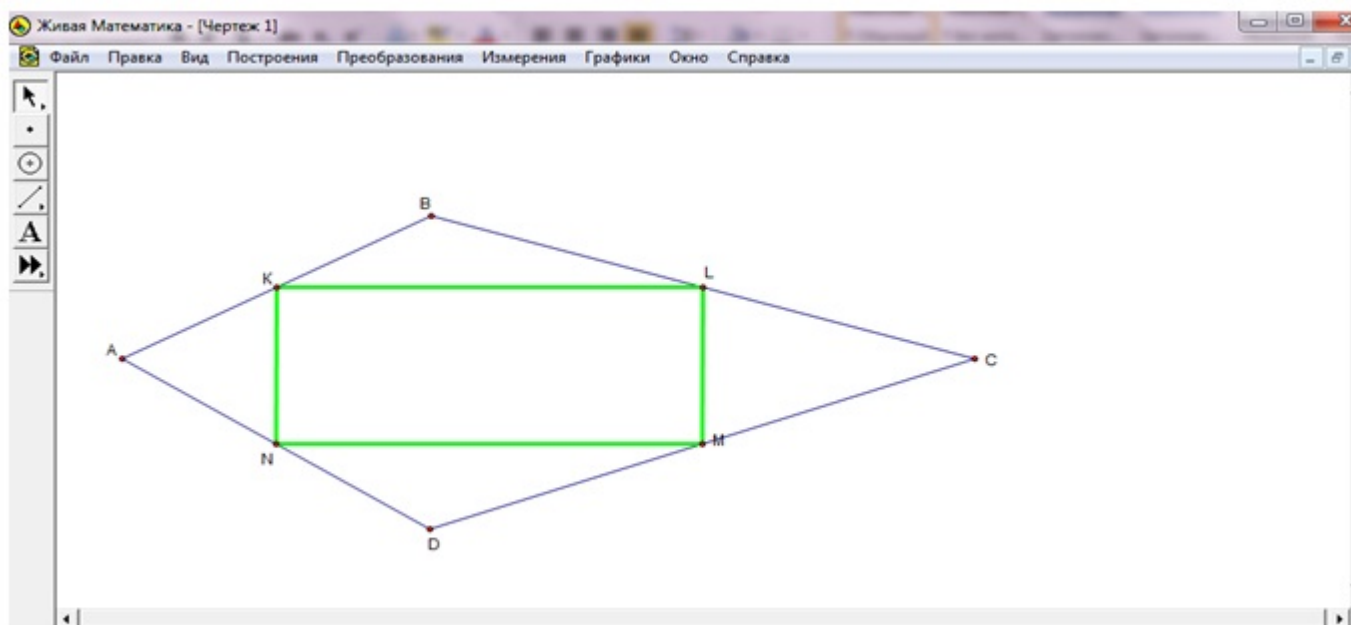 Живая Математика - [Чертеж 1]
Файл Правка Вид Построения Преобразования Измерения Графики Окно Справка
A
B
K
L
A
C
N
M
D